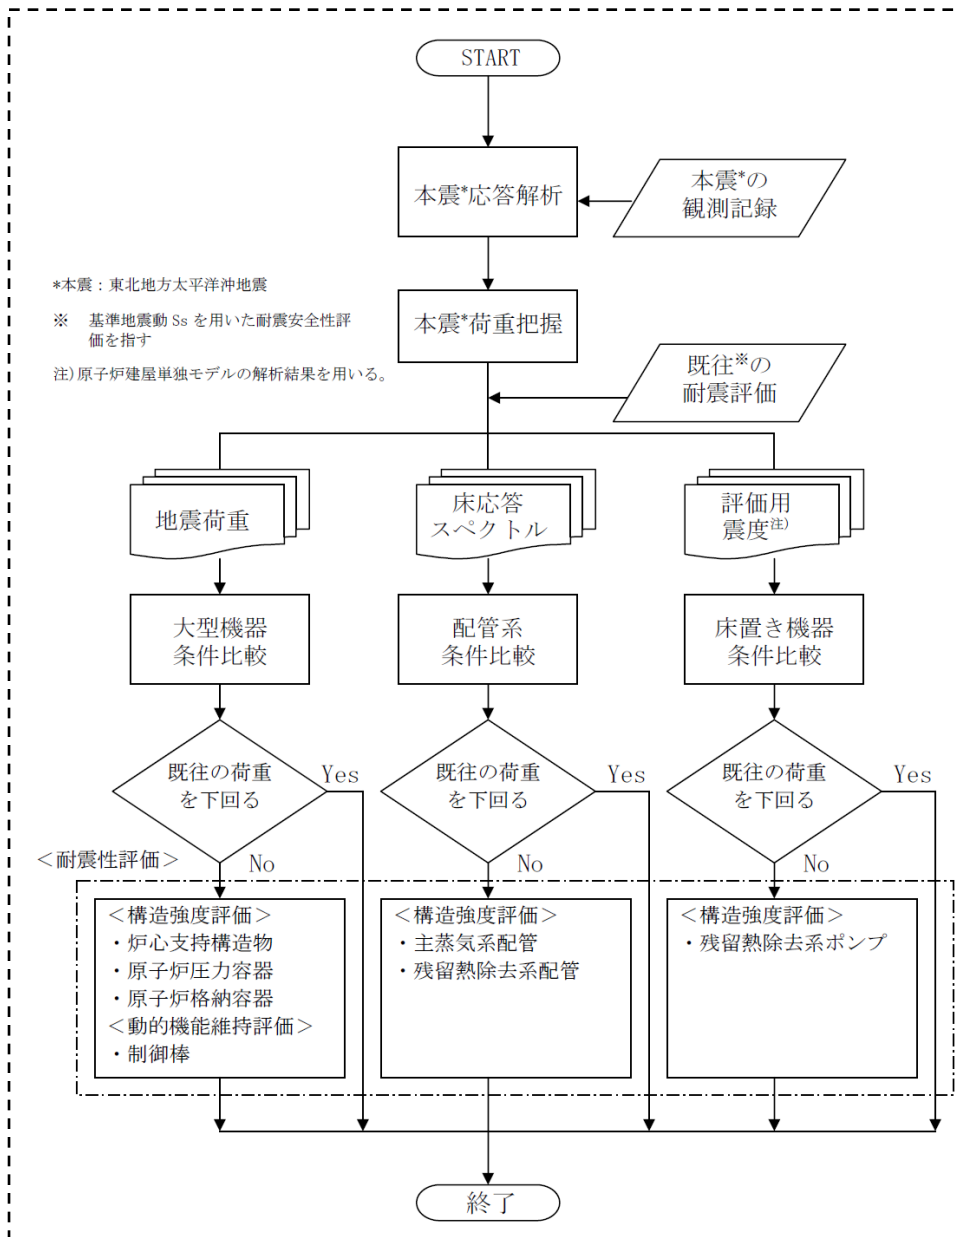 START
本震*応答解析
本震*の
観測記録
*本震：東北地方太平洋沖地震
※　基準地震動 Ss を用いた耐震安全性評
価を指す
注)原子炉建屋単独モデルの解析結果を用いる。
本震*荷重把握
既往※の
耐震評価
地震荷重
床応答
スペクトル
評価用
震度注)
大型機器
条件比較
配管系
条件比較
床置き機器
条件比較
既往の荷重
を下回る
Yes
既往の荷重
を下回る
Yes
既往の荷重
を下回る
Yes
＜耐震性評価＞
No
No
No
＜構造強度評価＞
・炉心支持構造物
・原子炉圧力容器
・原子炉格納容器
＜動的機能維持評価＞
・制御棒
＜構造強度評価＞
・主蒸気系配管
・残留熱除去系配管
＜構造強度評価＞
・残留熱除去系ポンプ
終了